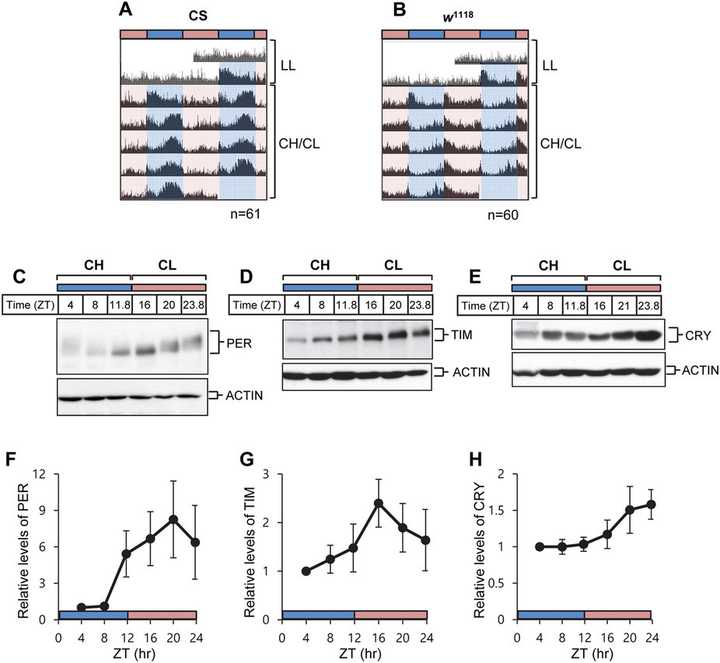 A CS
B w1118
LL
CH/CL
n=61
LL
CH/CL
n=60
C CH CL
Time (ZT) 4 8 11.8 16 20 23.8
PER
ACTIN
D CH CL
Time (ZT) 4 8 11.8 16 20 23.8
TIM
ACTIN
E CH CL
Time (ZT) 4 8 11.8 16 21 23.8
CRY
ACTIN
F
Relative levels of PER
12
9
6
3
0
0 4 8 12 16 20 24
ZT (hr)
G
Relative levels of TIM
3
2
1
0
0 4 8 12 16 20 24
ZT (hr)
H
Relative levels of CRY
2
1.5
1
0.5
0
0 4 8 12 16 20 24
ZT (hr)